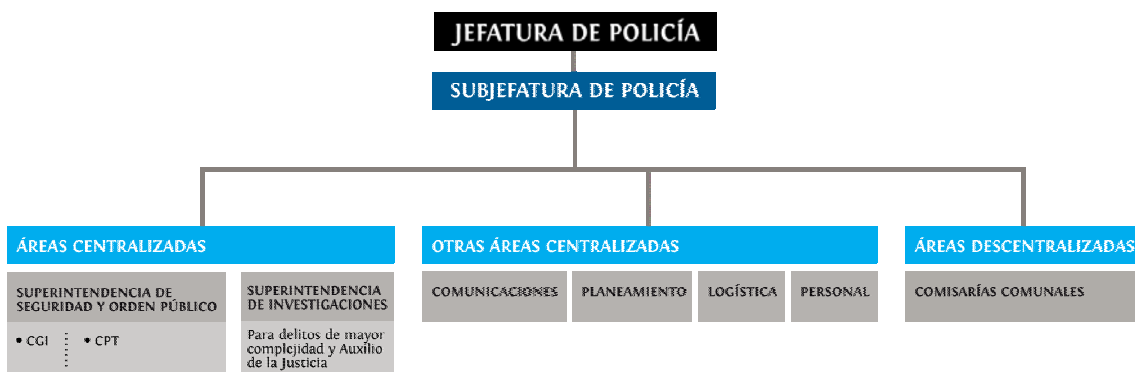 JEFATURA DE POLICÍA
SUBJEFATURA DE POLICÍA
ÁREAS CENTRALIZADAS
SUPERINTENDENCIA DE
SEGURIDAD Y ORDEN PÚBLICO
• CGI
• CPT
SUPERINTENDENCIA
DE INVESTIGACIONES
Para delitos de mayor
complejidad y Auxilio
de la Justicia
OTRAS ÁREAS CENTRALIZADAS
COMUNICACIONES
PLANEAMIENTO
LOGÍSTICA
PERSONAL
ÁREAS DESCENTRALIZADAS
COMISARÍAS COMUNALES